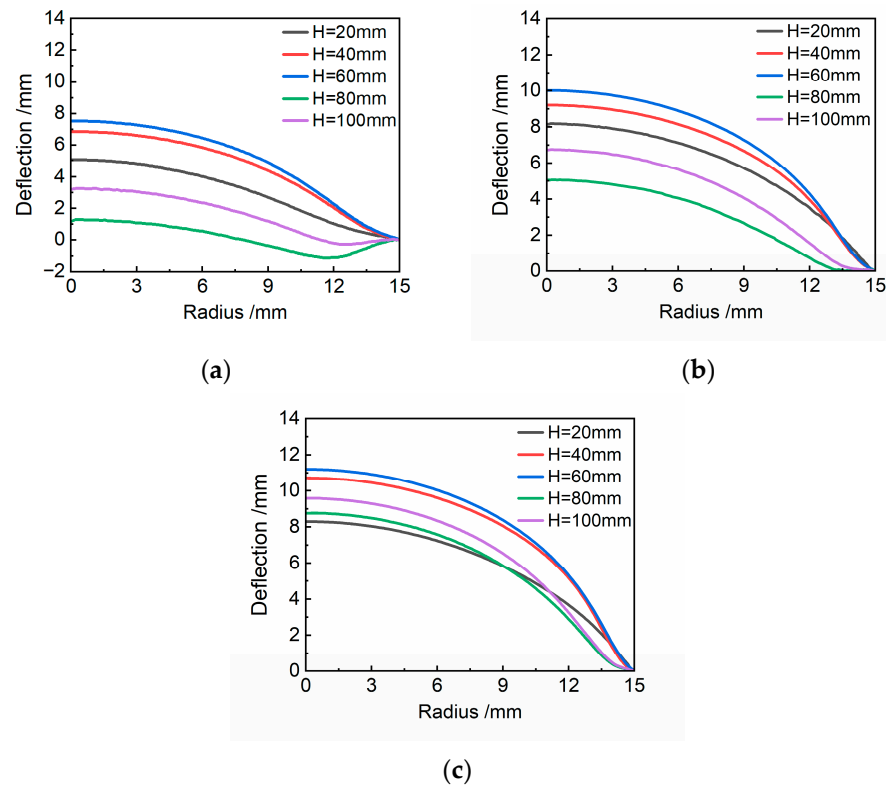 14
12
10
8
6
4
2
0
−2
Deflection /mm
H=20mm
H=40mm
H=60mm
H=80mm
H=100mm
0 3 6 9 12 15
Radius /mm
(a)
14
12
10
8
6
4
2
0
Deflection /mm
H=20mm
H=40mm
H=60mm
H=80mm
H=100mm
0 3 6 9 12 15
Radius /mm
(b)
14
12
10
8
6
4
2
0
Deflection /mm
H=20mm
H=40mm
H=60mm
H=80mm
H=100mm
0 3 6 9 12 15
Radius /mm
(c)